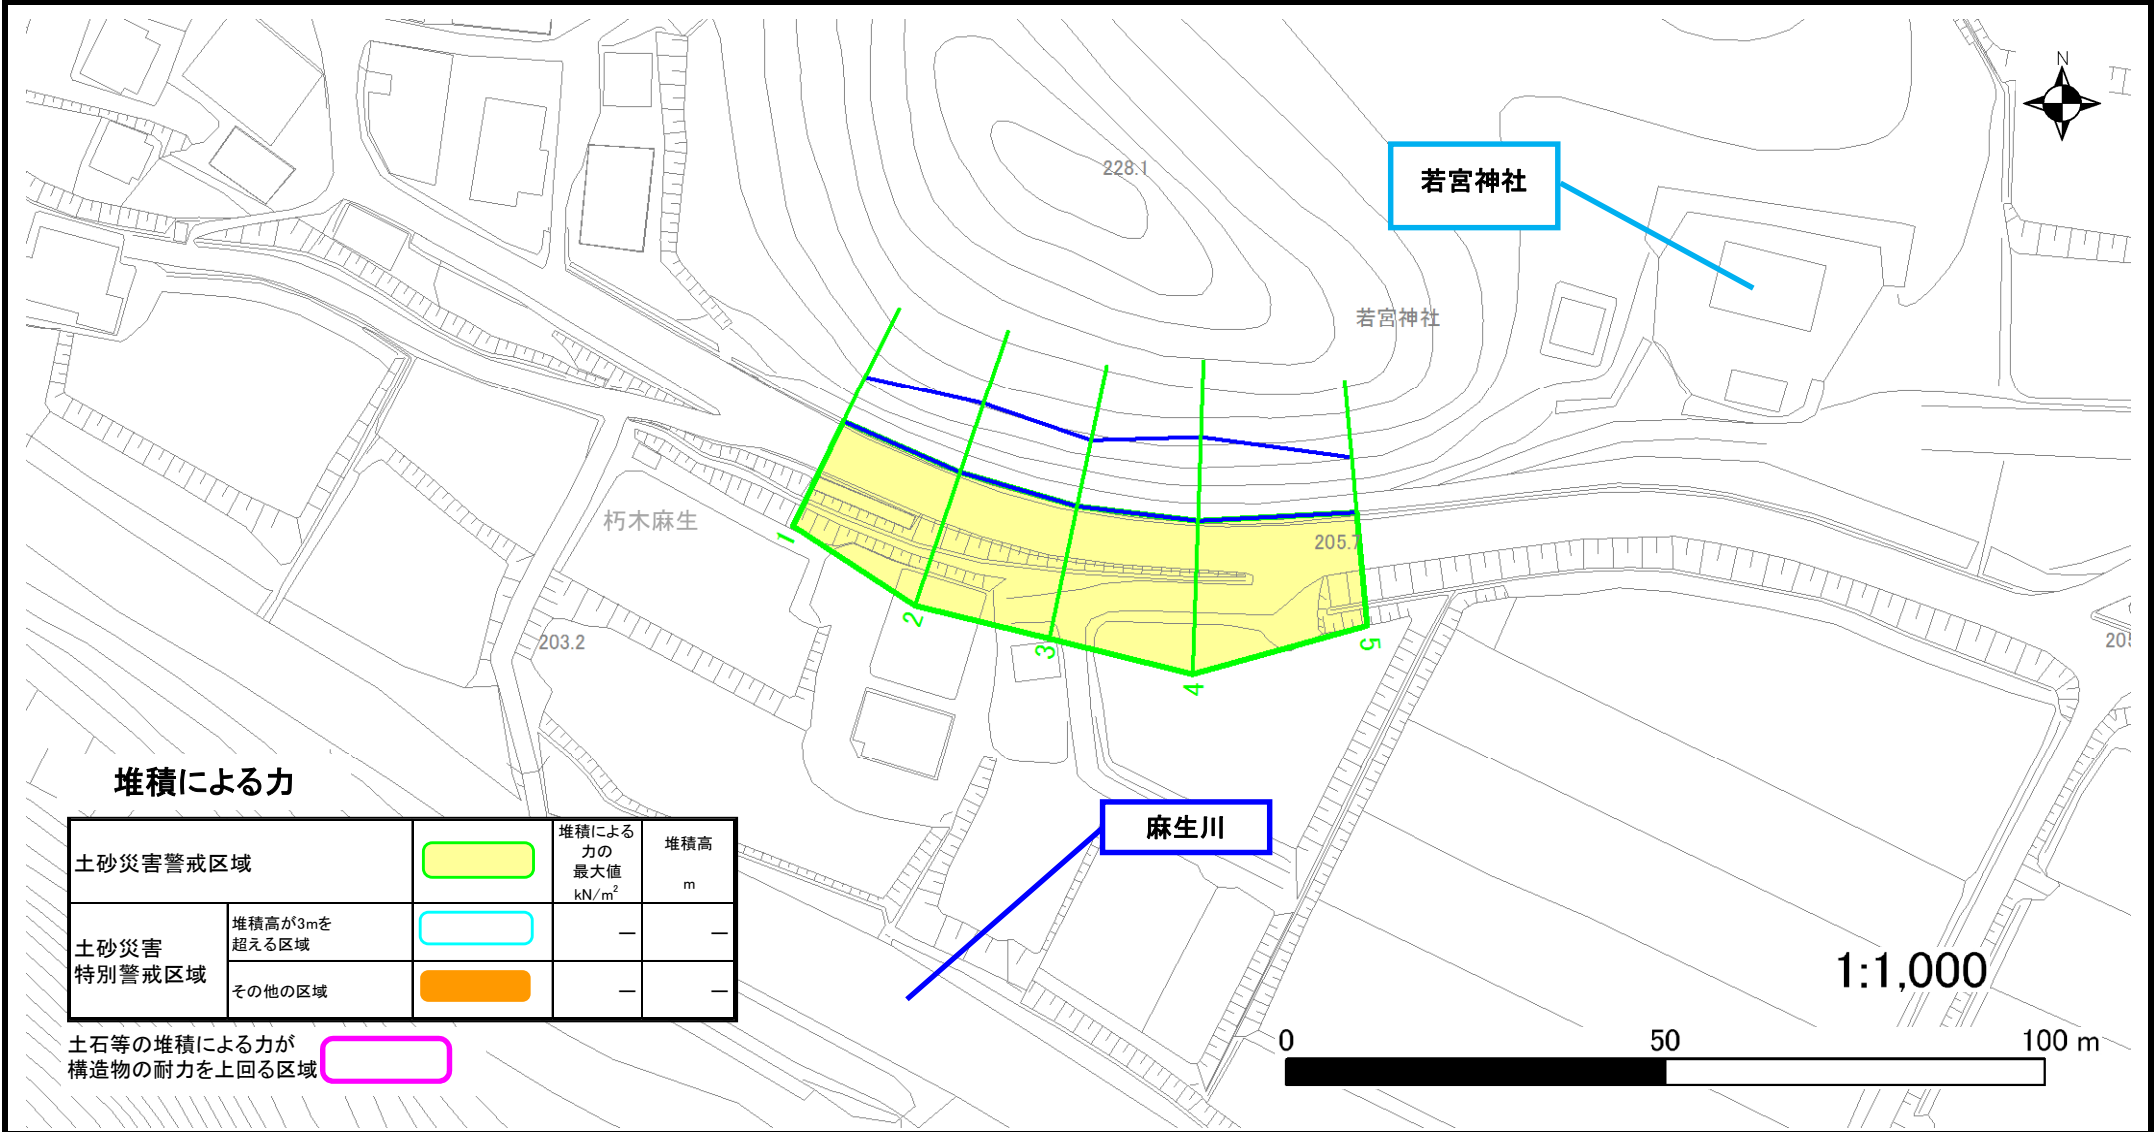 N
228.1
若宮神社
若宮神社
朽木麻生
205.7
1
2
3
4
5
203.2
堆積による力
麻生川
土砂災害警戒区域
堆積による
力の
最大値
kN/m²
堆積高
m
土砂災害
特別警戒区域
堆積高が3mを
超える区域
—
—
その他の区域
—
—
土石等の堆積による力が
構造物の耐力を上回る区域
1:1,000
0
50
100 m